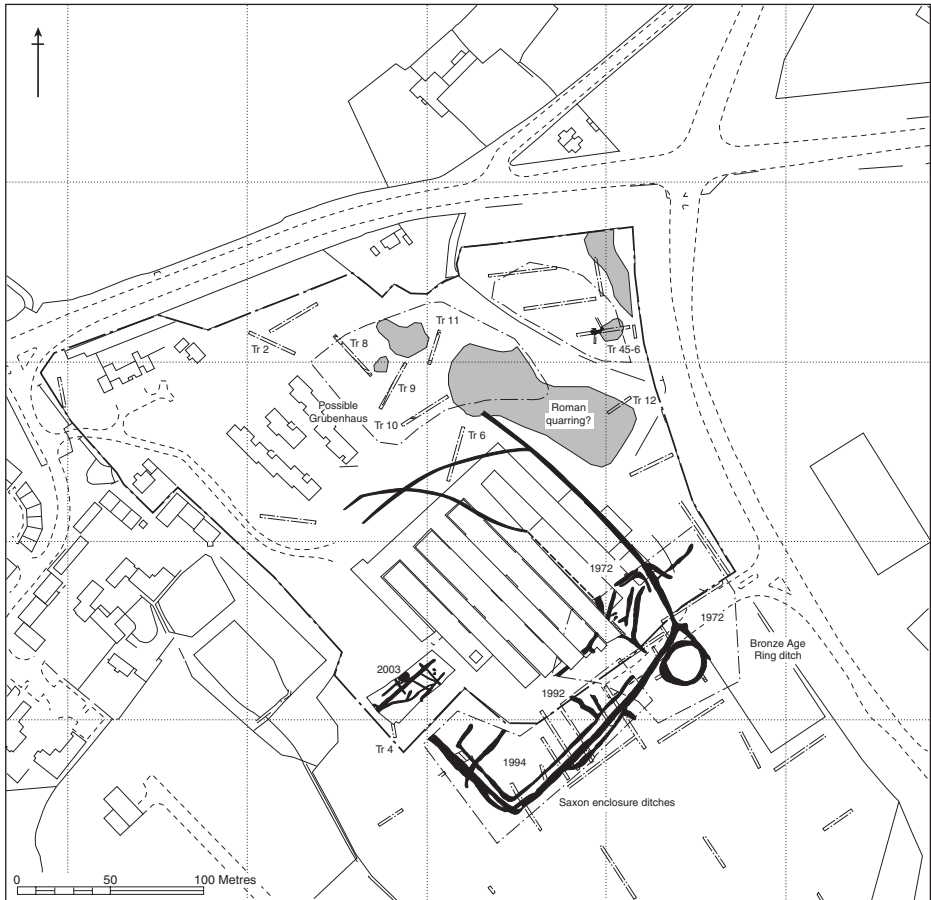 Tr 11
Tr 8
Tr 2
Tr 45-6
Tr 9
Possible
Grubenhaus
Tr 10
Roman
quarring?
Tr 12
Tr 6
1972
1972
Bronze Age
Ring ditch
2003
1992
Tr 4
1994
Saxon enclosure ditches
0 50 100 Metres